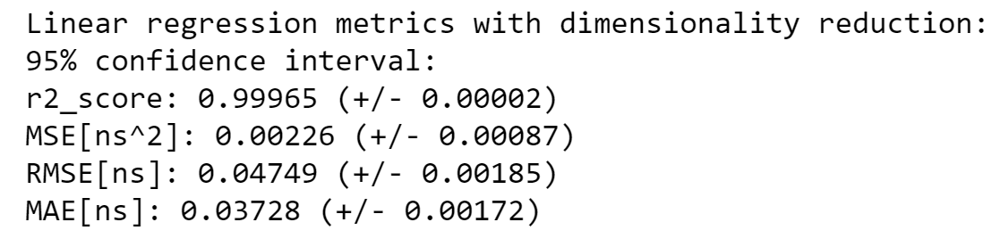 Linear regression metrics with dimensionality reduction:
95% confidence interval:
r2_score: 0.99965 (+/- 0.00002)
MSE[ns^2]: 0.00226 (+/- 0.00087)
RMSE[ns]: 0.04749 (+/- 0.00185)
MAE[ns]: 0.03728 (+/- 0.00172)